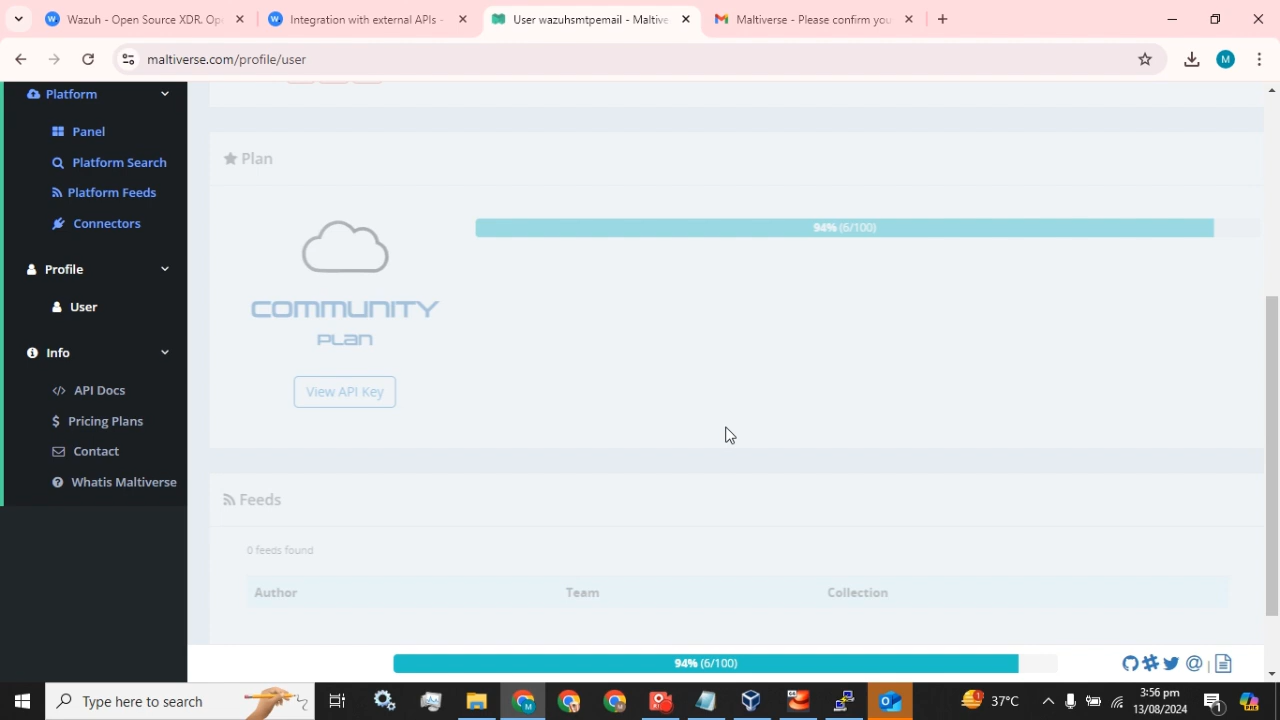 Wazuh - Open Source XDR. Op
Integration with external APIs -
User wazuhsmtpemail - Maltive
Maltiverse - Please confirm you
maltiverse.com/profile/user
M
Platform
Panel
Platform Search
Platform Feeds
Connectors
Profile
User
Info
API Docs
Pricing Plans
Contact
Whatis Maltiverse
Plan
94% (6/100)
COMMUNITY
PLAN
View API Key
Feeds
0 feeds found
Author Team Collection
94% (6/100)
|
Type here to search
37°C
3:56 pm
13/08/2024